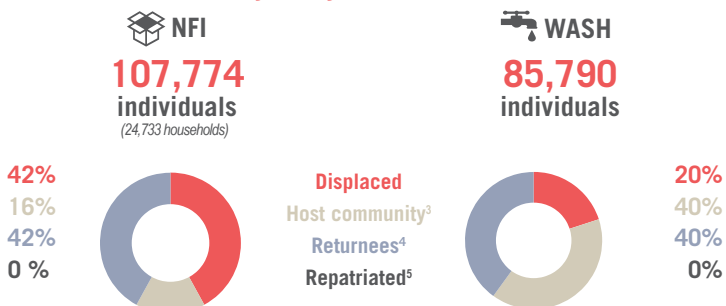 NFI
107,774
individuals
(24,733 households)
WASH
85,790
individuals
42%
16%
42%
0 %
Displaced
Host community³
Returnees⁴
Repatriated⁵
20%
40%
40%
0%